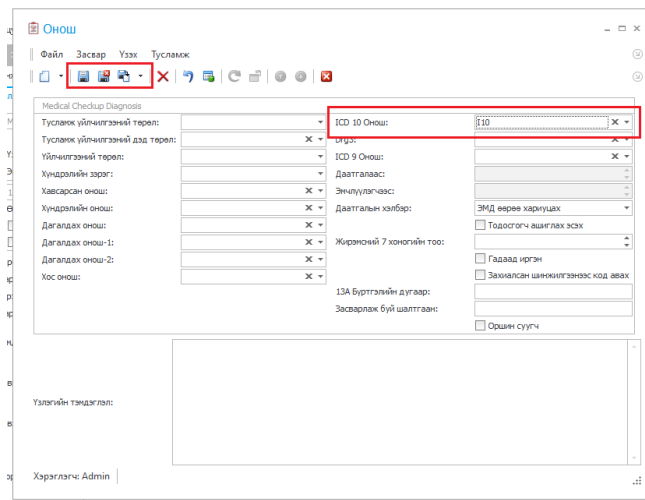 Онош
Файл Засвар Үзэх Тусламж
Medical Checkup Diagnosis
Тусламж үйлчилгээний төрөл:
ICD 10 Онош: I10
Тусламж үйлчилгээний дэд төрөл:
Drgs:
Үйлчилгээний төрөл:
ICD 9 Онош:
Хүндрэлийн зэрэг:
Даатгалаас:
Хавсарсан онош:
Эмчлүүлэгчээс:
Хүндрэлийн онош:
Даатгалын хэлбэр: ЭМД өөрөө хариуцах
Дагалдах онош:
Тодосгогч ашиглах эсэх
Дагалдах онош-1:
Жирэмсний 7 хоногийн тоо:
Дагалдах онош-2:
Гадаад иргэн
Хос онош:
Захиалсан шинжилгээнээс код авах
13А Бүртгэлийн дугаар:
Засварлаж буй шалтгаан:
Оршин суугч
Үзлэгийн тэмдэглэл:
Хэрэглэгч: Admin